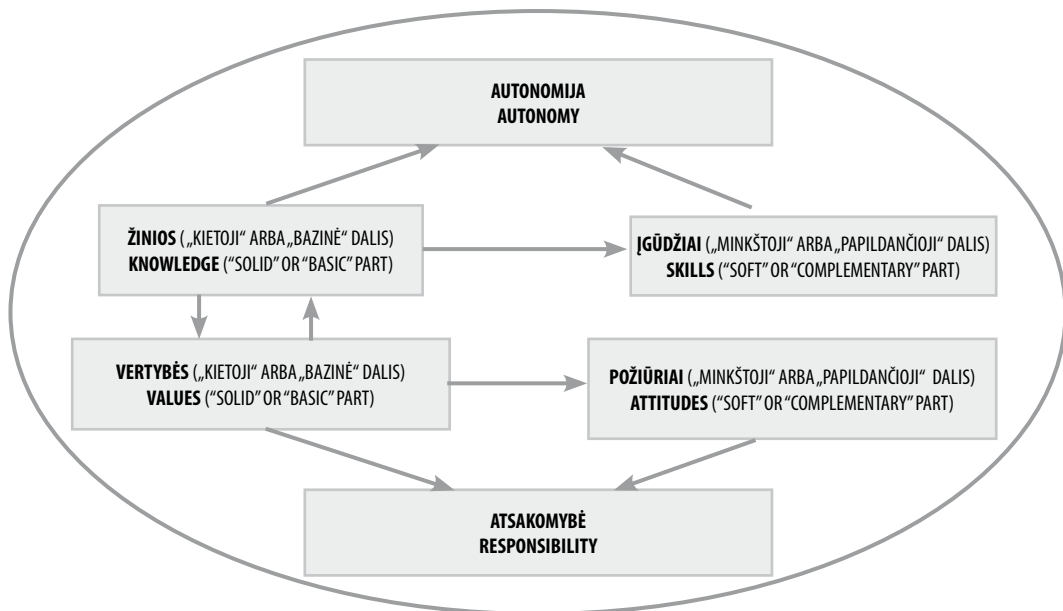 AUTONOMIJA
AUTONOMY
ŽINIOS („KIETOJI“ ARBA „BAZINĖ“ DALIS)
KNOWLEDGE (“SOLID” OR “BASIC” PART)
ĮGŪDŽIAI („MINKŠTOJI“ ARBA „PAPILDANČIOJI“ DALIS)
SKILLS (“SOFT” OR “COMPLEMENTARY” PART)
VERTYBĖS („KIETOJI“ ARBA „BAZINĖ“ DALIS)
VALUES (“SOLID” OR “BASIC” PART)
POŽIŪRIAI („MINKŠTOJI“ ARBA „PAPILDANČIOJI“ DALIS)
ATTITUDES (“SOFT” OR “COMPLEMENTARY” PART)
ATSAKOMYBĖ
RESPONSIBILITY